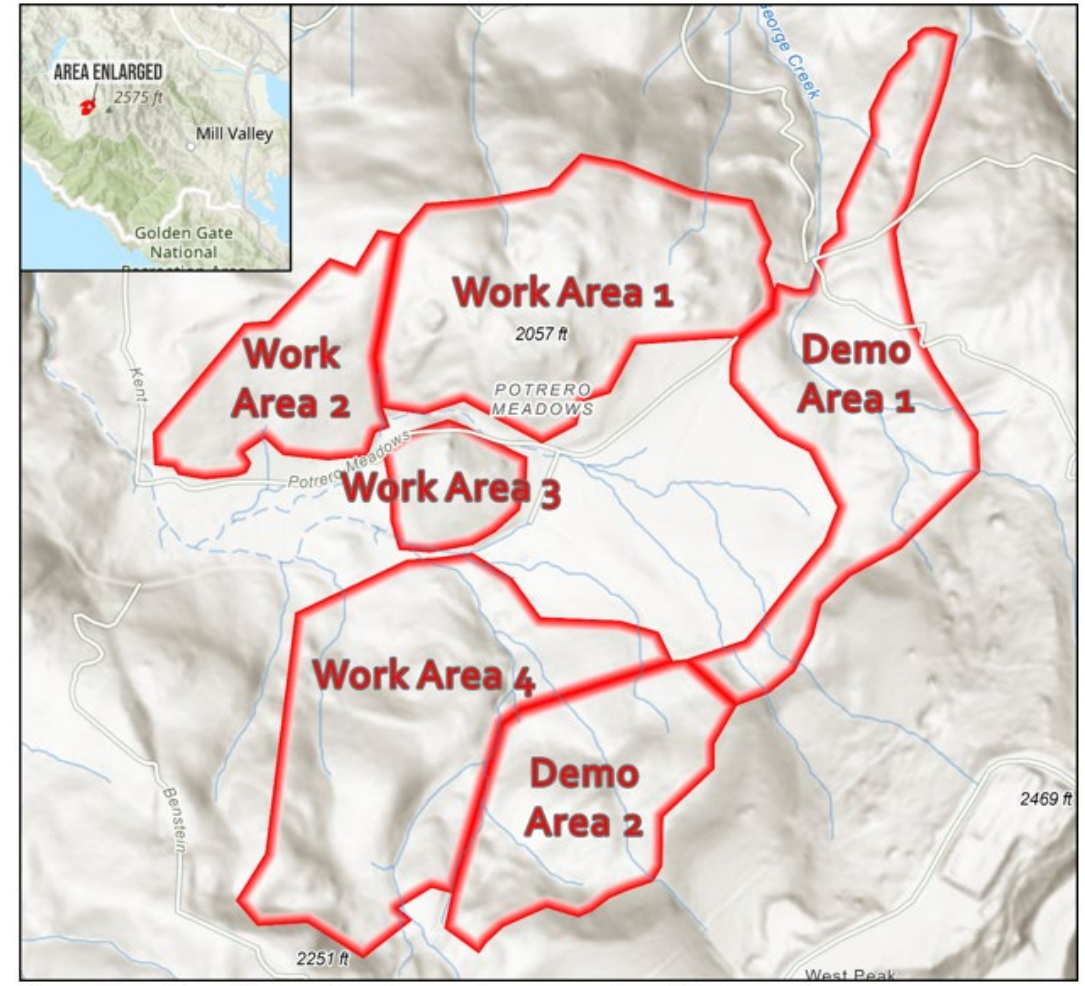 AREA ENLARGED
2575 ft
Mill Valley
Golden Gate
National
Recreation Area
George Creek
Work Area 1
2057 ft
Work
Area 2
Demo
Area 1
POTRERO
MEADOWS
Kent
Potrero Meadows
Work Area 3
Work Area 4
Demo
Area 2
2469 ft
Benstein
2251 ft
West Peak